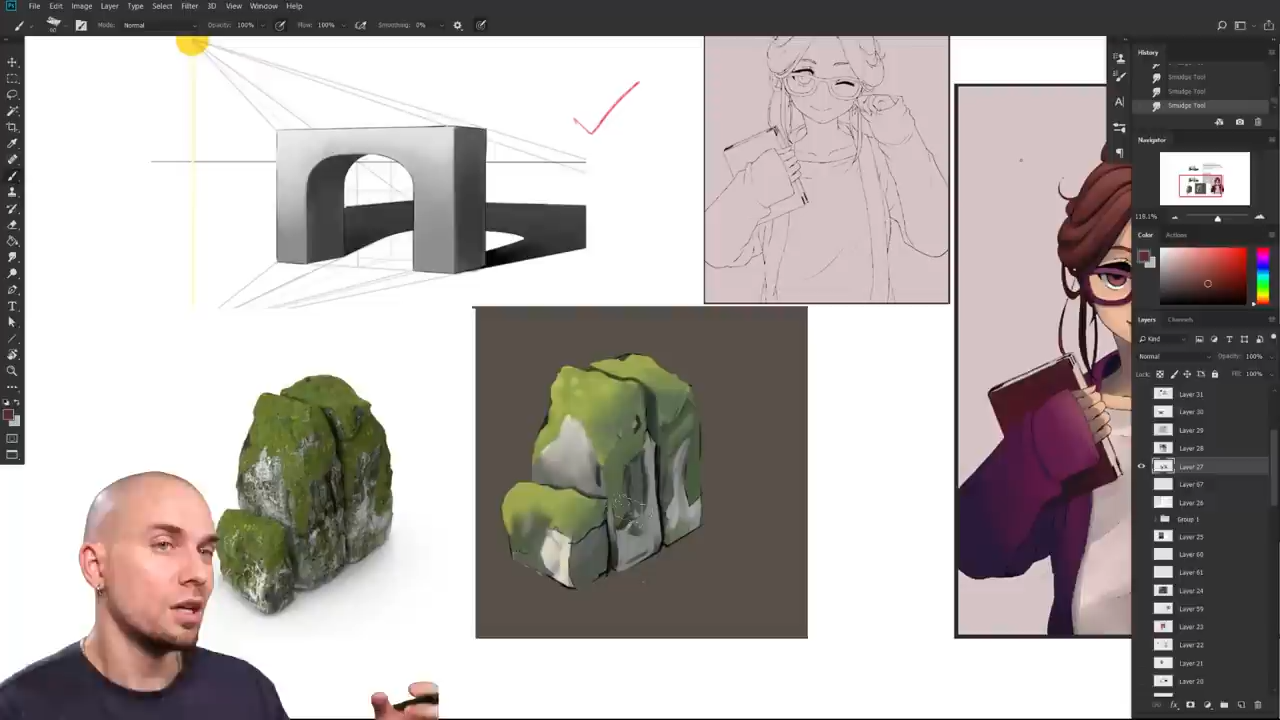 File Edit Image Layer Type Select Filter 3D View Window Help
Mode: Normal Opacity: 100% Flow: 100% Smoothing: 0%
History
Smudge Tool
Smudge Tool
Smudge Tool
Navigator
118.1%
Color Actions
Layers Channels
Kind
Normal Opacity: 100%
Lock: Fill: 100%
Layer 31
Layer 30
Layer 29
Layer 28
Layer 27
Layer 67
Layer 26
Group 1
Layer 25
Layer 60
Layer 61
Layer 24
Layer 59
Layer 23
Layer 22
Layer 21
Layer 20